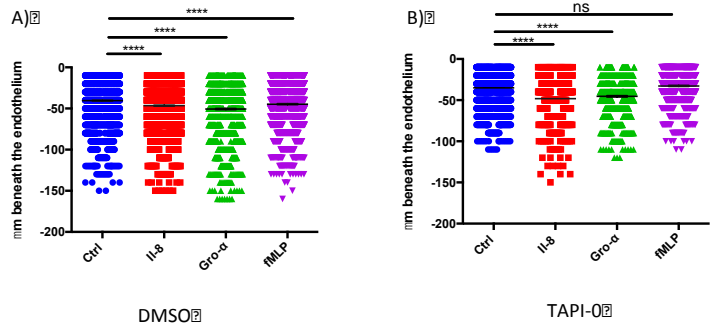 A)
****
****
****
0
-50
-100
-150
-200
mm beneath the endothelium
Ctrl
Il-8
Gro-α
fMLP
DMSO
B)
ns
****
****
0
-50
-100
-150
-200
mm beneath the endothelium
Ctrl
Il-8
Gro-α
fMLP
TAPI-0